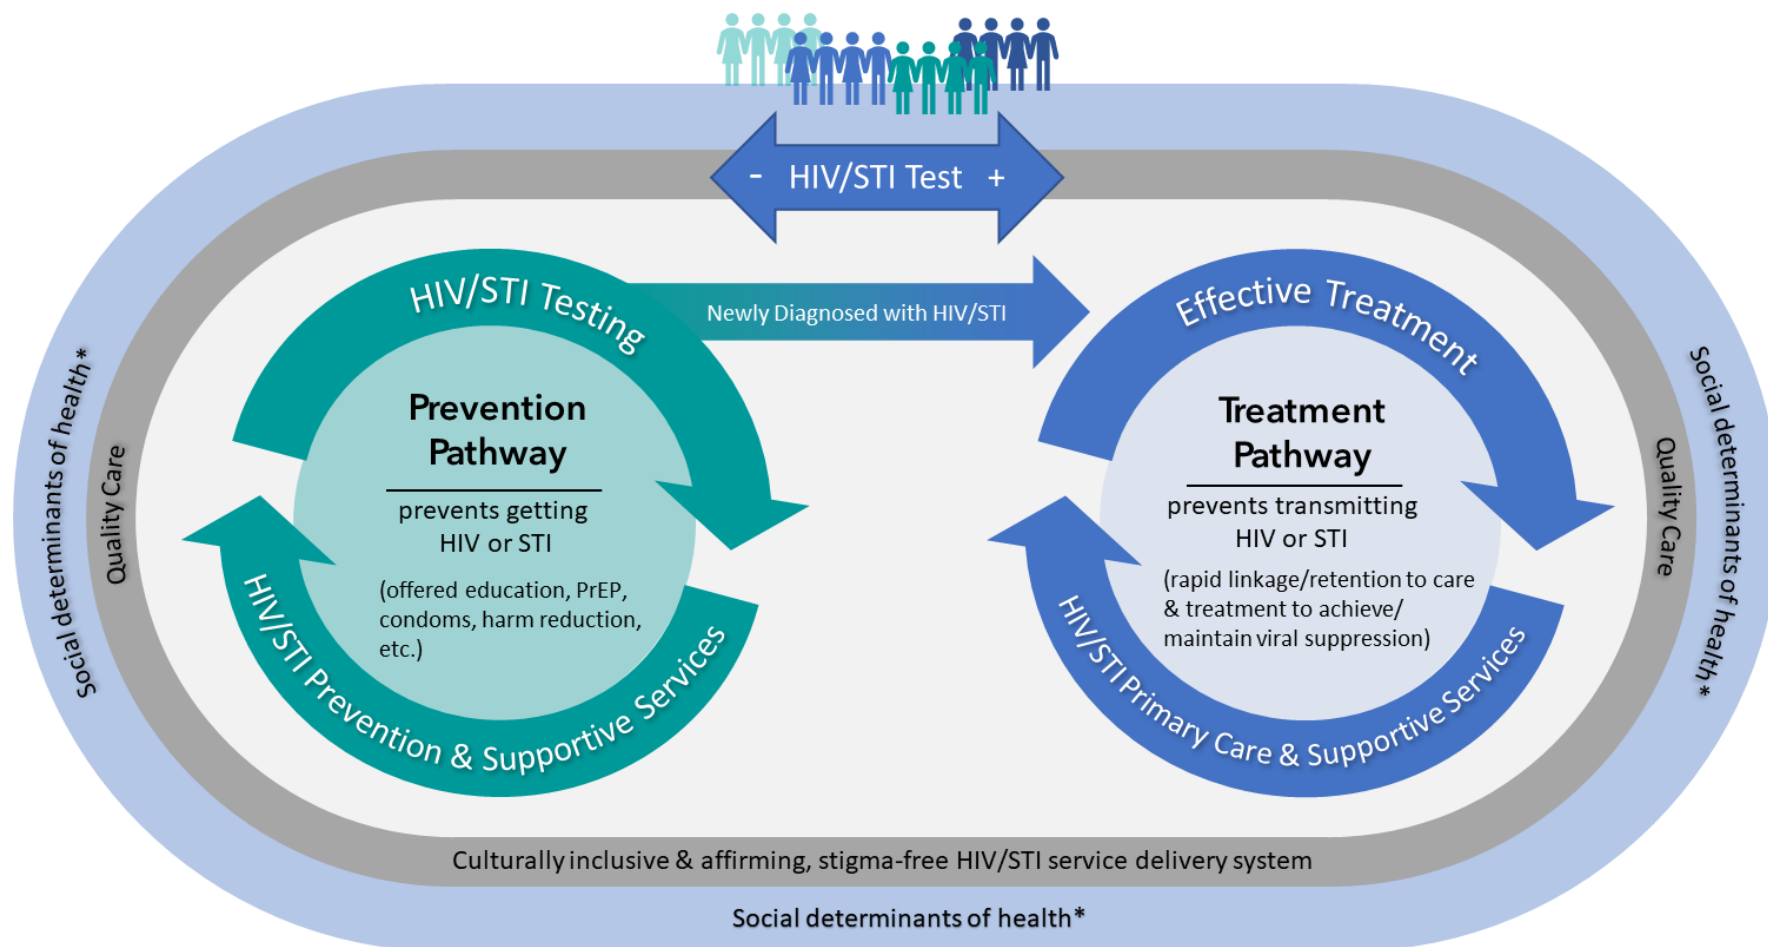 - HIV/STI Test +
HIV/STI Testing
Newly Diagnosed with HIV/STI
Effective Treatment
Prevention
Pathway
prevents getting
HIV or STI
(offered education, PrEP,
condoms, harm reduction,
etc.)
HIV/STI Prevention & Supportive Services
Treatment
Pathway
prevents transmitting
HIV or STI
(rapid linkage/retention to care
& treatment to achieve/
maintain viral suppression)
HIV/STI Primary Care & Supportive Services
Social determinants of health*
Quality Care
Quality Care
Social determinants of health*
Culturally inclusive & affirming, stigma-free HIV/STI service delivery system
Social determinants of health*